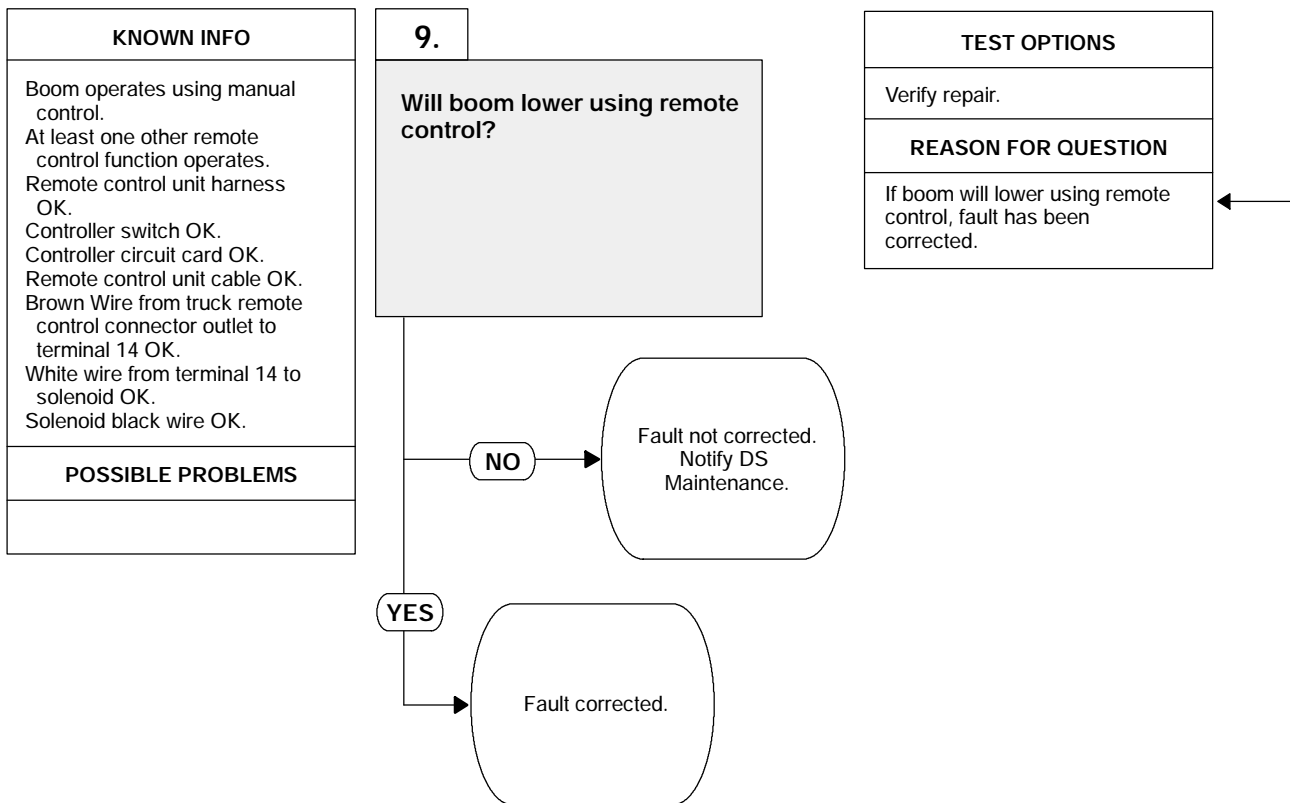 KNOWN INFO
Boom operates using manual
control.
At least one other remote
control function operates.
Remote control unit harness
OK.
Controller switch OK.
Controller circuit card OK.
Remote control unit cable OK.
Brown Wire from truck remote
control connector outlet to
terminal 14 OK.
White wire from terminal 14 to
solenoid OK.
Solenoid black wire OK.
POSSIBLE PROBLEMS
9.
Will boom lower using remote
control?
TEST OPTIONS
Verify repair.
REASON FOR QUESTION
If boom will lower using remote
control, fault has been
corrected.
NO
Fault not corrected.
Notify DS
Maintenance.
YES
Fault corrected.